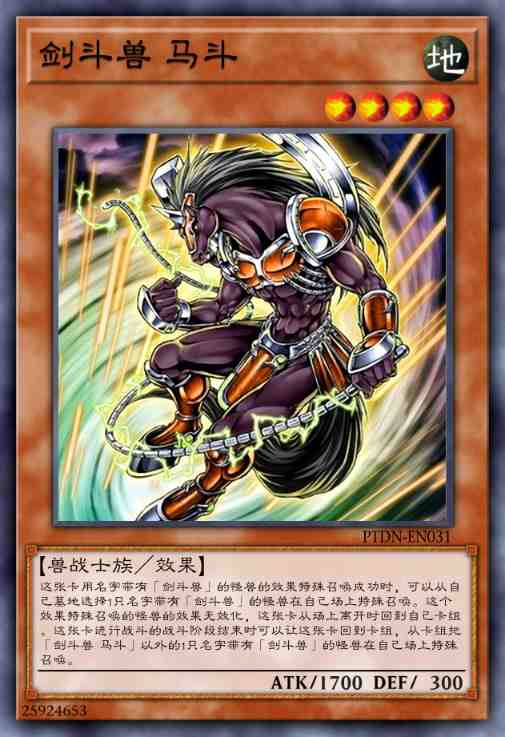 剑斗兽 马斗
地
PTDN-EN031
【兽战士族／效果】
这张卡用名字带有「剑斗兽」的怪兽的效果特殊召唤成功时，可以从自
己墓地选择1只名字带有「剑斗兽」的怪兽在自己场上特殊召唤。这个
效果特殊召唤的怪兽的效果无效化，这张卡从场上离开时回到自己卡组
。这张卡进行战斗的战斗阶段结束时可以让这张卡回到卡组，从卡组把
「剑斗兽 马斗」以外的1只名字带有「剑斗兽」的怪兽在自己场上特殊
召唤。
ATK/1700 DEF/ 300
25924653